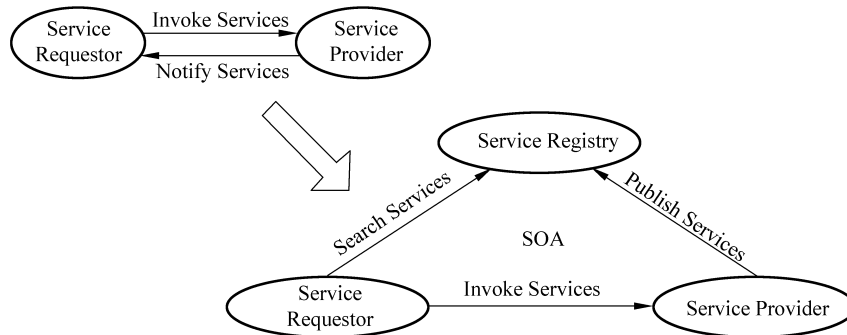 Service
Requestor
Invoke Services
Notify Services
Service
Provider
Service Registry
Search Services
Publish Services
SOA
Service
Requestor
Invoke Services
Service Provider